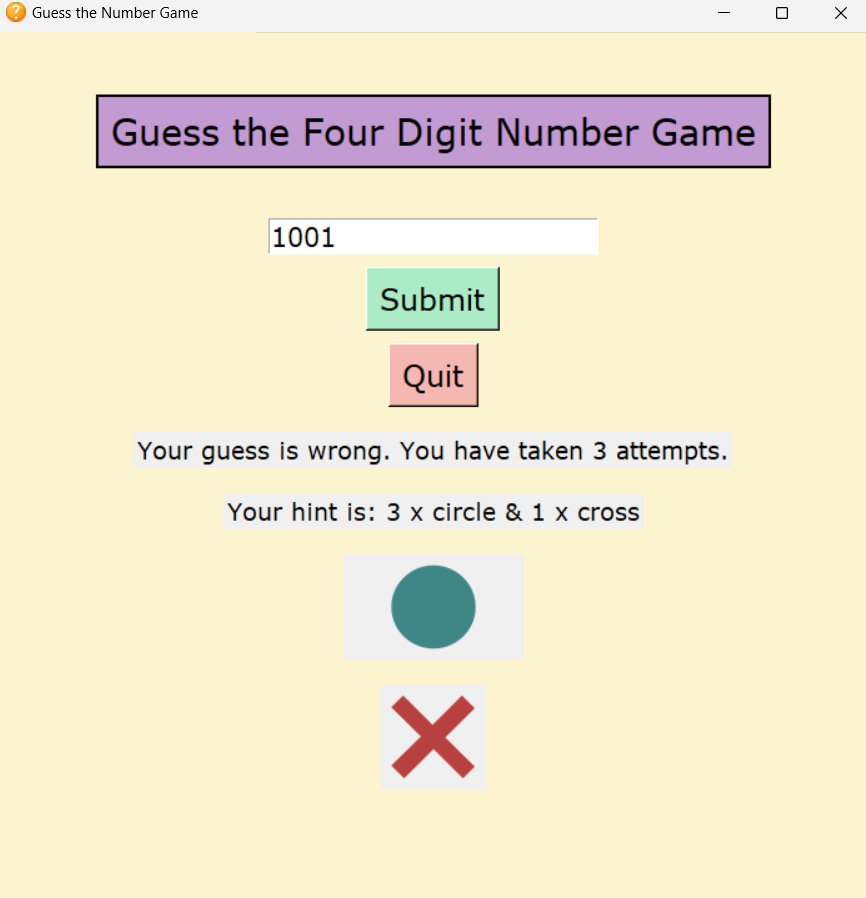 Guess the Number Game
Guess the Four Digit Number Game
1001
Submit
Quit
Your guess is wrong. You have taken 3 attempts.
Your hint is: 3 x circle & 1 x cross